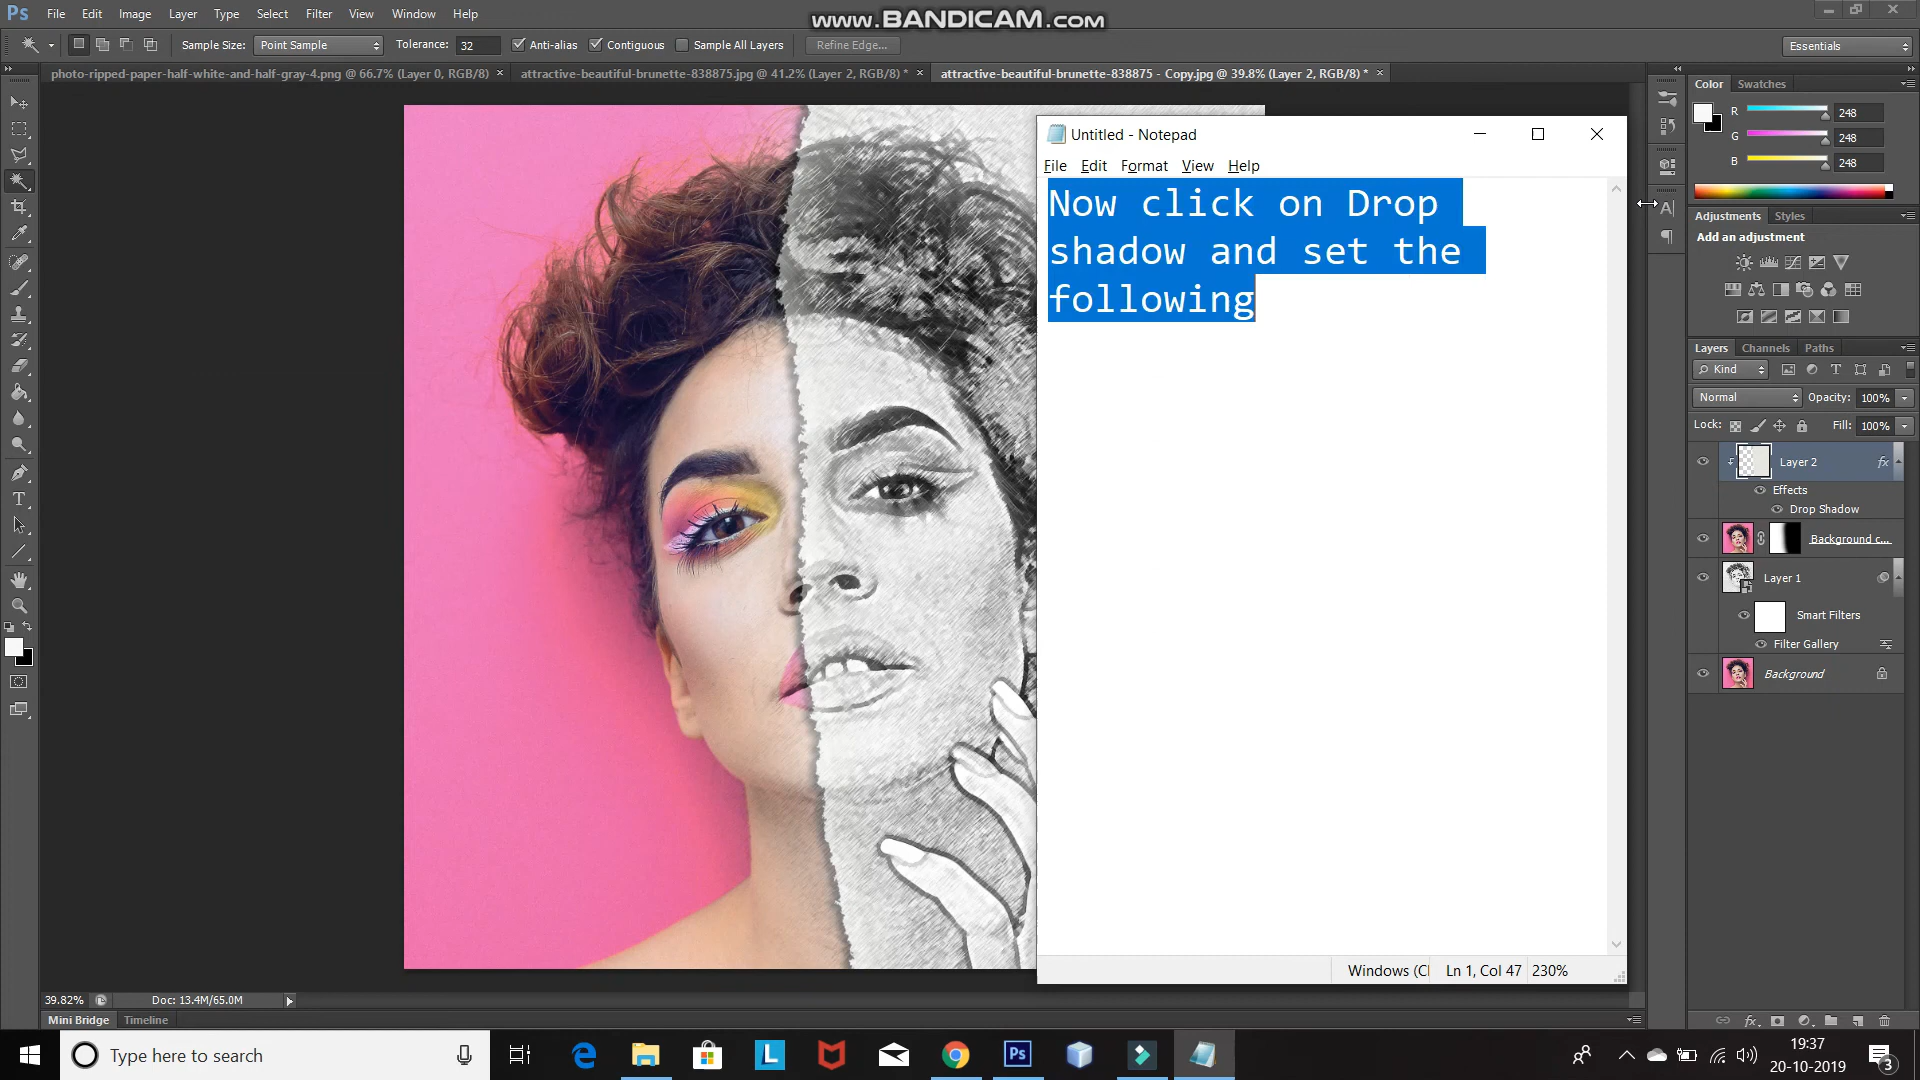 www.BANDICAM.COM
Ps File Edit Image Layer Type Select Filter View Window Help
Sample Size: Point Sample Tolerance: 32 Anti-alias Contiguous Sample All Layers Refine Edge... Essentials
photo-ripped-paper-half-white-and-half-gray-4.png @ 66.7% (Layer 0, RGB/8) × attractive-beautiful-brunette-838875.jpg @ 41.2% (Layer 2, RGB/8) * × attractive-beautiful-brunette-838875 - Copy.jpg @ 39.8% (Layer 2, RGB/8) * ×
Untitled - Notepad
File Edit Format View Help
Now click on Drop
shadow and set the
following
Windows (Cl Ln 1, Col 47 230%
Color Swatches
R 248
G 248
B 248
Adjustments Styles
Add an adjustment
Layers Channels Paths
Kind
Normal Opacity: 100%
Lock: Fill: 100%
Layer 2 fx
Effects
Drop Shadow
Background c...
Layer 1
Smart Filters
Filter Gallery
Background
39.82% Doc: 13.4M/65.0M
Mini Bridge Timeline
Type here to search
19:37
20-10-2019
3